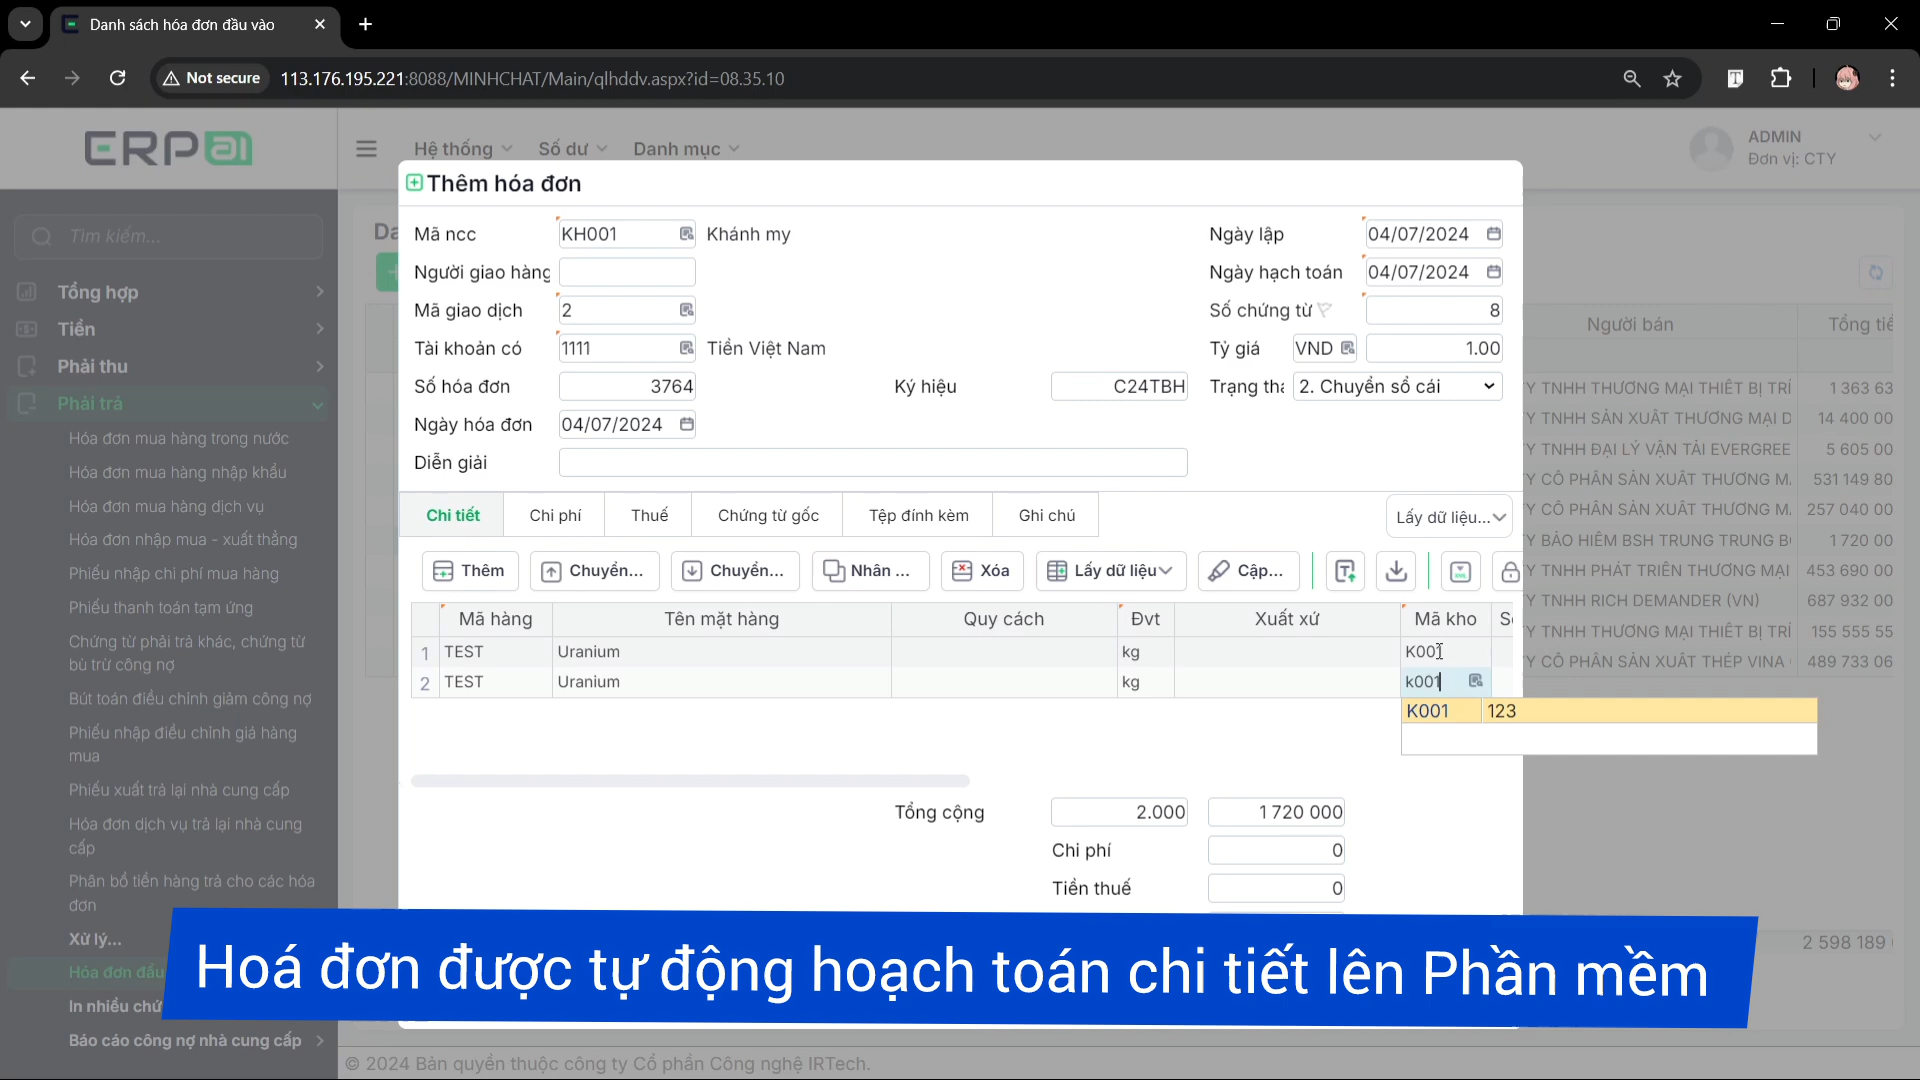 Danh sách hóa đơn đầu vào
Not secure
113.176.195.221:8088/MINHCHAT/Main/qlhddv.aspx?id=08.35.10
ERP
Hệ thống
Số dư
Danh mục
ADMIN
Đơn vị: CTY
Tìm kiếm...
Tổng hợp
Tiền
Phải thu
Phải trả
Hóa đơn mua hàng trong nước
Hóa đơn mua hàng nhập khẩu
Hóa đơn mua hàng dịch vụ
Hóa đơn nhập mua - xuất thẳng
Phiếu nhập chi phí mua hàng
Phiếu thanh toán tạm ứng
Chứng từ phải trả khác, chứng từ
bù trừ công nợ
Bút toán điều chỉnh giảm công nợ
Phiếu nhập điều chỉnh giá hàng
mua
Phiếu xuất trả lại nhà cung cấp
Hóa đơn dịch vụ trả lại nhà cung
cấp
Phân bổ tiền hàng trả cho các hóa
đơn
Xử lý...
Hóa đơn đầu
In nhiều chứ
Báo cáo công nợ nhà cung cấp
Thêm hóa đơn
Mã ncc KH001 Khánh my Ngày lập 04/07/2024
Người giao hàng Ngày hạch toán 04/07/2024
Mã giao dịch 2 Số chứng từ 8
Tài khoản có 1111 Tiền Việt Nam Tỷ giá VND 1.00
Số hóa đơn 3764 Ký hiệu C24TBH Trạng thá 2. Chuyển sổ cái
Ngày hóa đơn 04/07/2024
Diễn giải
Chi tiết Chi phí Thuế Chứng từ gốc Tệp đính kèm Ghi chú Lấy dữ liệu...
Thêm Chuyển... Chuyển... Nhân ... Xóa Lấy dữ liệu Cập...
Mã hàng Tên mặt hàng Quy cách Đvt Xuất xứ Mã kho
1 TEST Uranium kg K001
2 TEST Uranium kg k001
K001 123
Tổng cộng 2.000 1 720 000
Chi phí 0
Tiền thuế 0
Người bán Tổng tiề
Y TNHH THƯƠNG MẠI THIẾT BỊ TRÍ 1 363 63
Y TNHH SẢN XUẤT THƯƠNG MẠI D 14 400 00
Y TNHH ĐẠI LÝ VẬN TẢI EVERGREE 5 605 00
Y CỔ PHẦN SẢN XUẤT THƯƠNG M 531 149 80
Y CỔ PHẦN SẢN XUẤT THƯƠNG M 257 040 00
Y BẢO HIỂM BSH TRUNG TRUNG B 1 720 00
Y TNHH PHÁT TRIỂN THƯƠNG MẠI 453 690 00
Y TNHH RICH DEMANDER (VN) 687 932 00
Y TNHH THƯƠNG MẠI THIẾT BỊ TRÍ 155 555 55
Y CỔ PHẦN SẢN XUẤT THÉP VINA 489 733 06
2 598 189
Hoá đơn được tự động hoạch toán chi tiết lên Phần mềm
© 2024 Bản quyền thuộc công ty Cổ phần Công nghệ IRTech.